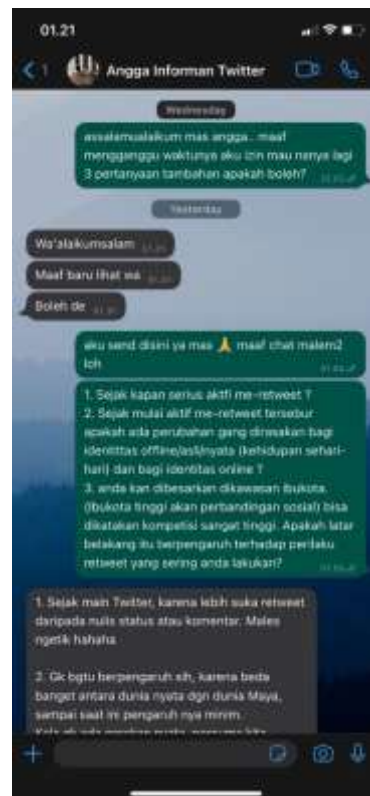 01.21
1
Angga Informan Twitter
Wednesday
assalamualaikum mas angga.. maaf
mengganggu waktunya aku izin mau nanya lagi
3 pertanyaan tambahan apakah boleh?
Yesterday
Wa'alaikumsalam
Maaf baru lihat wa
Boleh de
aku send disini ya mas 🙏 maaf chat malem2
loh
1. Sejak kapan serius aktfi me-retweet ?
2. Sejak mulai aktif me-retweet tersebur
apakah ada perubahan gang dirasakan bagi
identittas offline/asli/nyata (kehidupan sehari-
hari) dan bagi identitas online ?
3. anda kan dibesarkan dikawasan ibukota.
(Ibukota tinggi akan perbandingan sosial) bisa
dikatakan kompetisi sangat tinggi. Apakah latar
belakang itu berpengaruh terhadap perilaku
retweet yang sering anda lakukan?
1. Sejak main Twitter, karena lebih suka retweet
daripada nulis status atau komentar. Males
ngetik hahaha
2. Gk bgtu berpengaruh sih, karena beda
banget antara dunia nyata dgn dunia Maya,
sampai saat ini pengaruh nya minim.